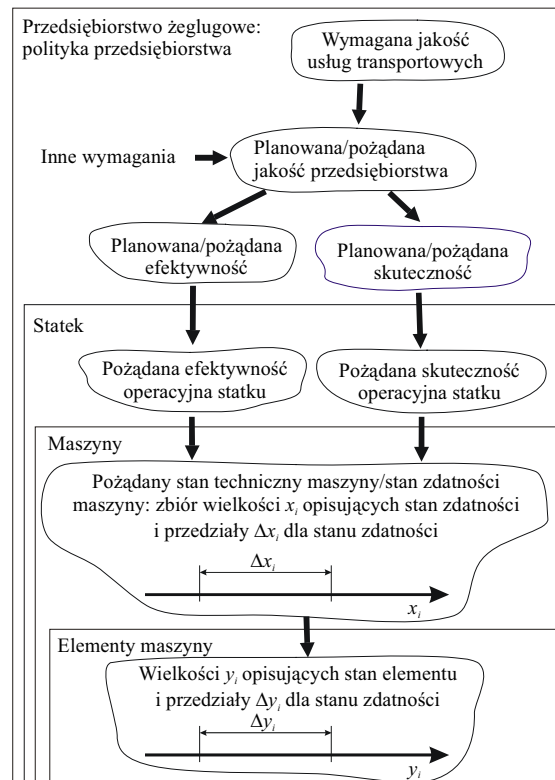 Przedsiębiorstwo żeglugowe:
polityka przedsiębiorstwa
Wymagana jakość
usług transportowych
Inne wymagania
Planowana/pożądana
jakość przedsiębiorstwa
Planowana/pożądana
efektywność
Planowana/pożądana
skuteczność
Statek
Pożądana efektywność
operacyjna statku
Pożądana skuteczność
operacyjna statku
Maszyny
Pożądany stan techniczny maszyny/stan zdatności
maszyny: zbiór wielkości xᵢ opisujących stan zdatności
i przedziały Δxᵢ dla stanu zdatności
Δxᵢ
xᵢ
Elementy maszyny
Wielkości yᵢ opisujących stan elementu
i przedziały Δyᵢ dla stanu zdatności
Δyᵢ
yᵢ